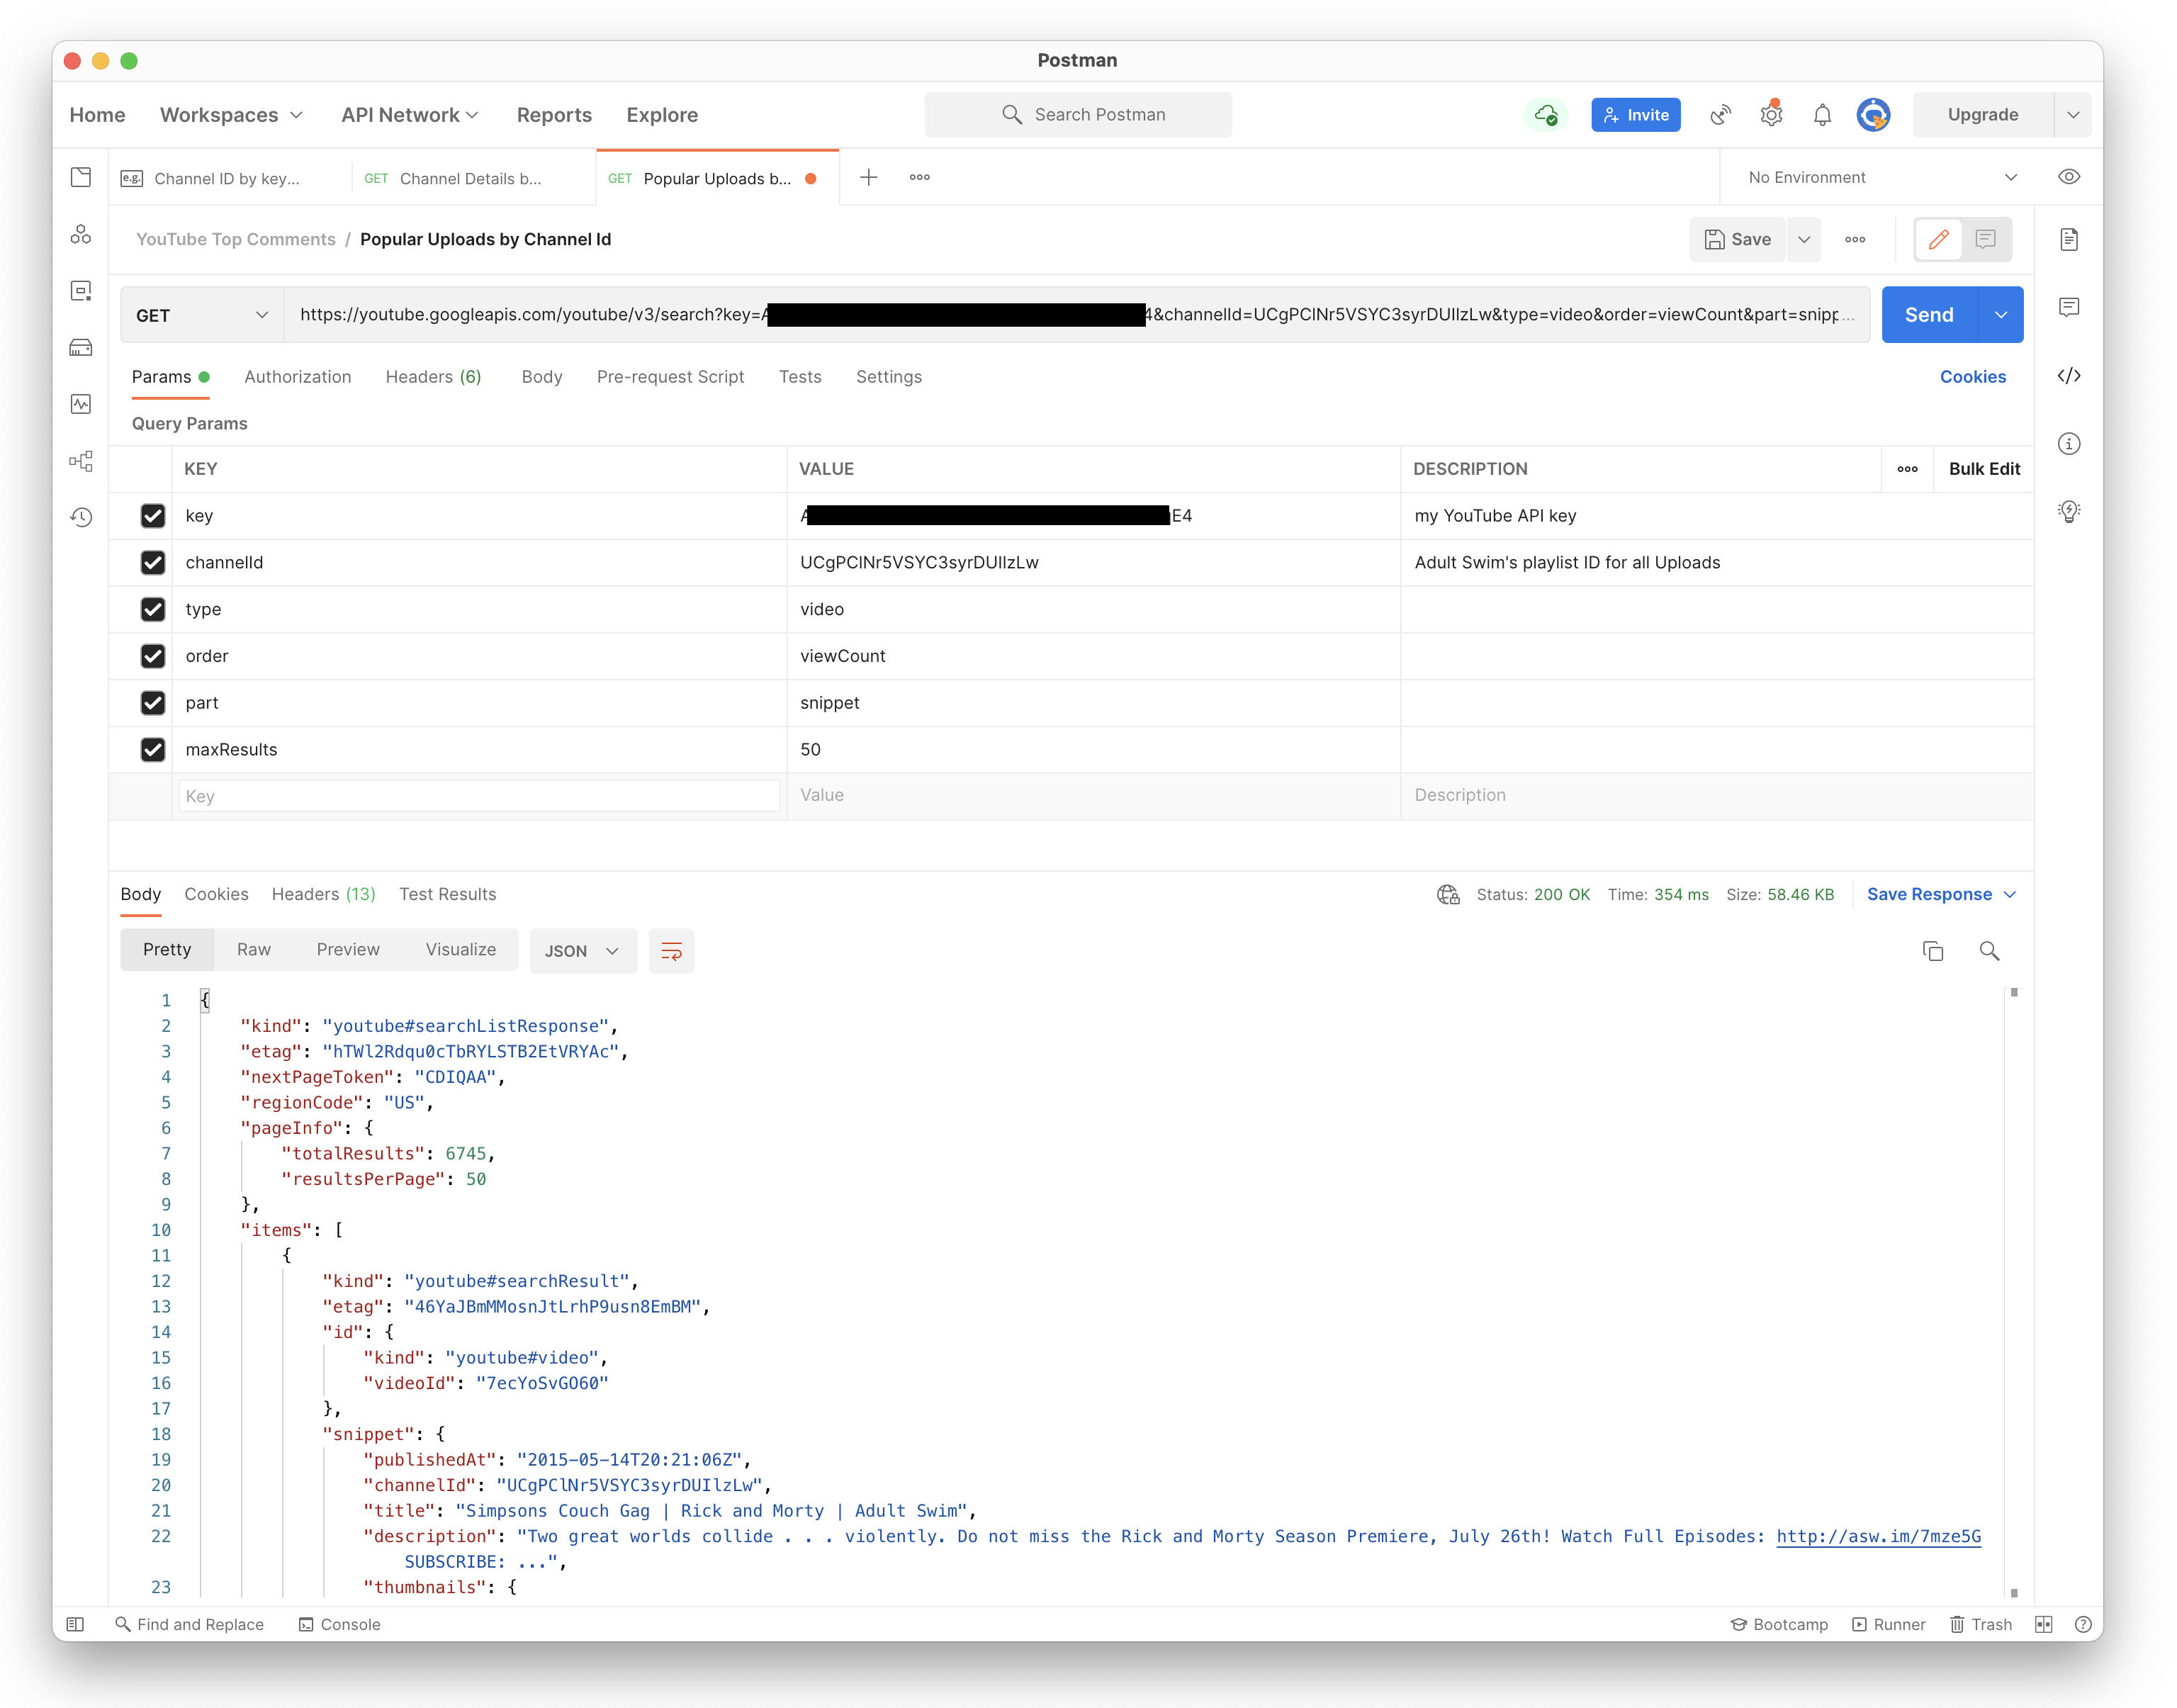 Postman
Home Workspaces API Network Reports Explore Search Postman Invite Upgrade
e.g. Channel ID by key... GET Channel Details b... GET Popular Uploads b... No Environment
YouTube Top Comments / Popular Uploads by Channel Id Save
GET https://youtube.googleapis.com/youtube/v3/search?key=A 4&channelId=UCgPClNr5VSYC3syrDUIlzLw&type=video&order=viewCount&part=snipp... Send
Params Authorization Headers (6) Body Pre-request Script Tests Settings Cookies
Query Params
KEY VALUE DESCRIPTION Bulk Edit
key A E4 my YouTube API key
channelId UCgPClNr5VSYC3syrDUIlzLw Adult Swim's playlist ID for all Uploads
type video
order viewCount
part snippet
maxResults 50
Key Value Description
Body Cookies Headers (13) Test Results Status: 200 OK Time: 354 ms Size: 58.46 KB Save Response
Pretty Raw Preview Visualize JSON
1 {
2 "kind": "youtube#searchListResponse",
3 "etag": "hTWl2Rdqu0cTbRYLSTB2EtVRYAc",
4 "nextPageToken": "CDIQAA",
5 "regionCode": "US",
6 "pageInfo": {
7 "totalResults": 6745,
8 "resultsPerPage": 50
9 },
10 "items": [
11 {
12 "kind": "youtube#searchResult",
13 "etag": "46YaJBmMMosnJtLrhP9usn8EmBM",
14 "id": {
15 "kind": "youtube#video",
16 "videoId": "7ecYoSvGO60"
17 },
18 "snippet": {
19 "publishedAt": "2015-05-14T20:21:06Z",
20 "channelId": "UCgPClNr5VSYC3syrDUIlzLw",
21 "title": "Simpsons Couch Gag | Rick and Morty | Adult Swim",
22 "description": "Two great worlds collide . . . violently. Do not miss the Rick and Morty Season Premiere, July 26th! Watch Full Episodes: http://asw.im/7mze5G
SUBSCRIBE: ...",
23 "thumbnails": {
Find and Replace Console Bootcamp Runner Trash